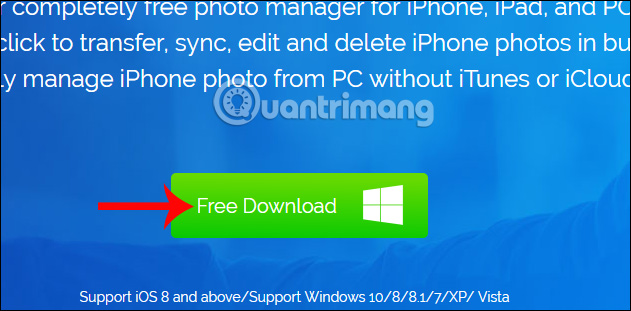 completely free photo manager for iPhone, iPad, and PC
click to transfer, sync, edit and delete iPhone photos in bu
ly manage iPhone photo from PC without iTunes or iCloud
Quantrimang
Free Download
Support iOS 8 and above/Support Windows 10/8/8.1/7/XP/ Vista